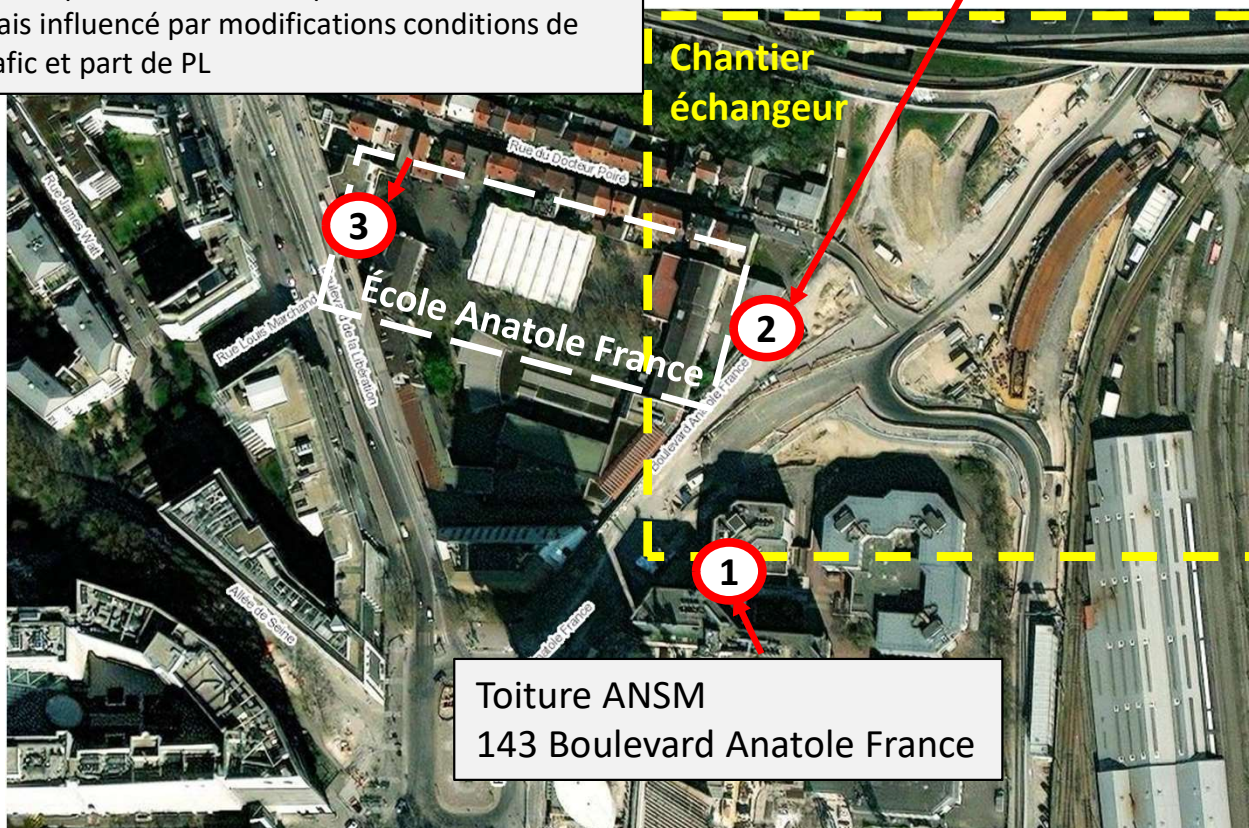 ais influencé par modifications conditions de
afic et part de PL
Chantier
échangeur
Rue du Docteur Poiré
Rue James Watt
3
École Anatole France
2
Rue Louis Marchand
Boulevard de la Libération
Boulevard Anatole France
1
Allée de Seine
atole France
Toiture ANSM
143 Boulevard Anatole France